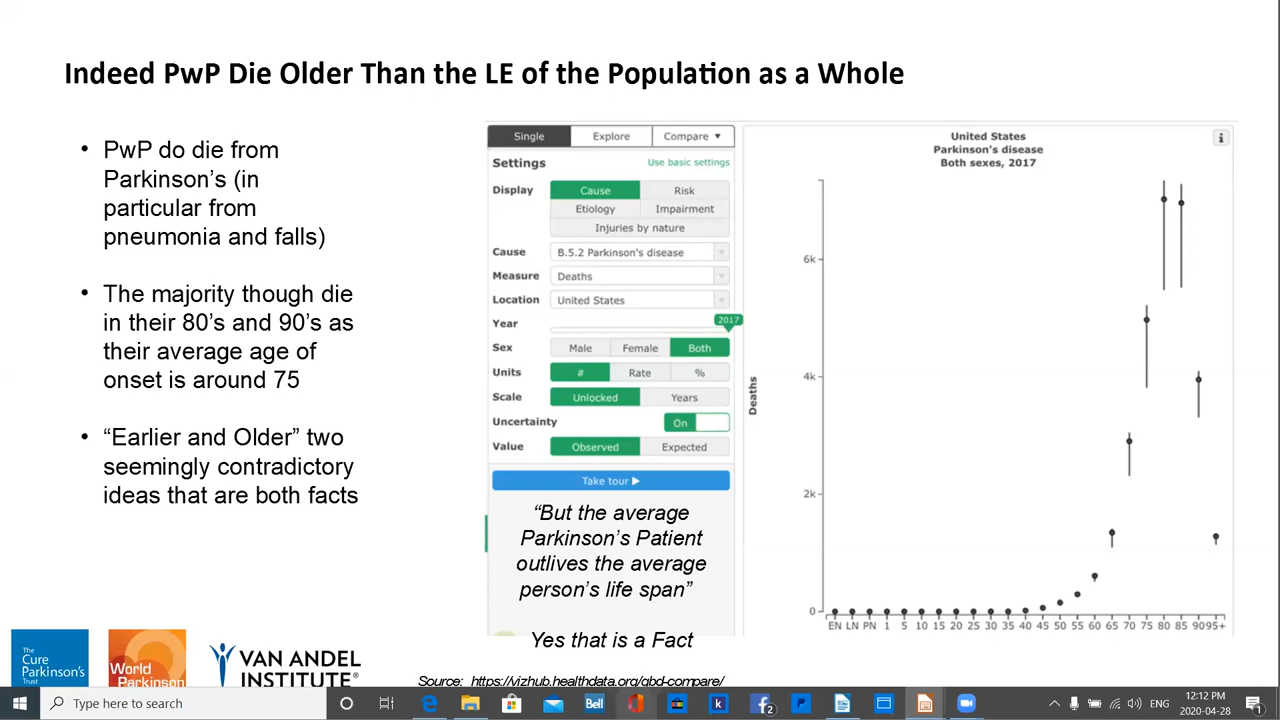 Indeed PwP Die Older Than the LE of the Population as a Whole
• PwP do die from
Parkinson's (in
particular from
pneumonia and falls)
• The majority though die
in their 80's and 90's as
their average age of
onset is around 75
• “Earlier and Older” two
seemingly contradictory
ideas that are both facts
Single Explore Compare ▼
Settings Use basic settings
Display Cause Risk
Etiology Impairment
Injuries by nature
Cause B.5.2 Parkinson's disease
Measure Deaths
Location United States
Year 2017
Sex Male Female Both
Units # Rate %
Scale Unlocked Years
Uncertainty On
Value Observed Expected
Take tour ▶
“But the average
Parkinson's Patient
outlives the average
person's life span”
Yes that is a Fact
United States
Parkinson's disease
Both sexes, 2017
i
Deaths
6k
4k
2k
0
EN LN PN 1 5 10 15 20 25 30 35 40 45 50 55 60 65 70 75 80 85 90 95+
The
Cure
Parkinson's
Trust
World
Parkinson
VAN ANDEL
INSTITUTE®
Source: https://vizhub.healthdata.org/gbd-compare/
Type here to search
Bell
k
2
ENG
12:12 PM
2020-04-28
1